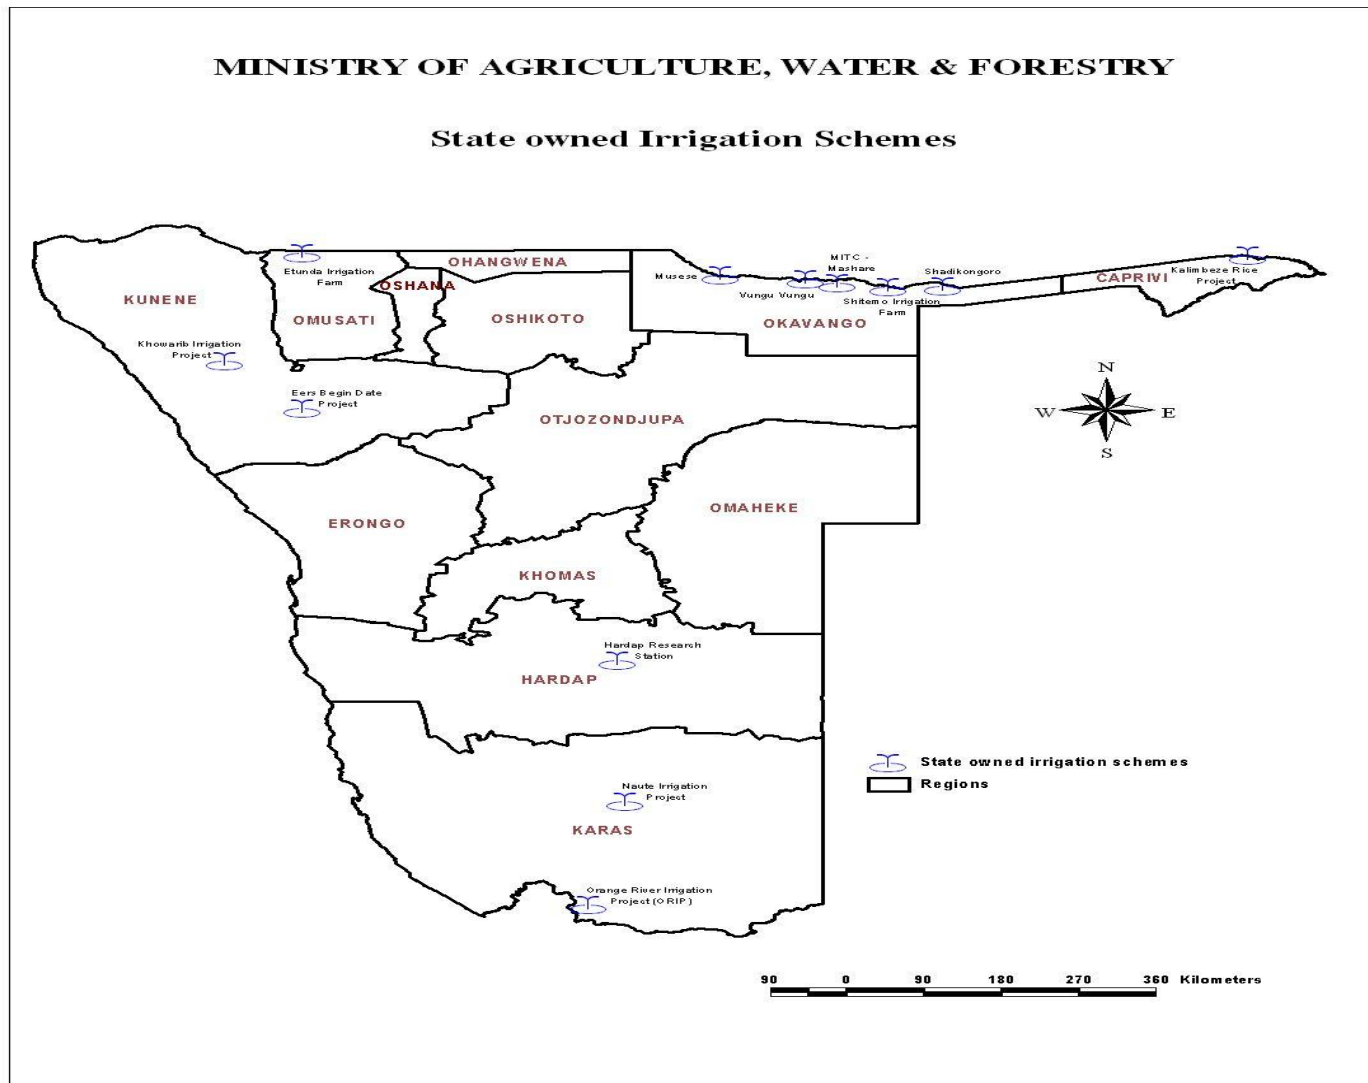 MINISTRY OF AGRICULTURE, WATER & FORESTRY
State owned Irrigation Schemes
KUNENE
Etunda Irrigation
Farm
OHANGWENA
OSHANA
OMUSATI
OSHIKOTO
Musese
Vungu Vungu
MITC -
Mashare
Shitemo Irrigation
Farm
Shadikongoro
OKAVANGO
CAPRIVI
Kalimbeze Rice
Project
Khowarib Irrigation
Project
Eers Begin Date
Project
N
W
E
S
OTJOZONDJUPA
OMAHEKE
ERONGO
KHOMAS
Hardap Research
Station
HARDAP
State owned irrigation schemes
Regions
Naute Irrigation
Project
KARAS
Orange River Irrigation
Project (ORIP)
90 0 90 180 270 360 Kilometers